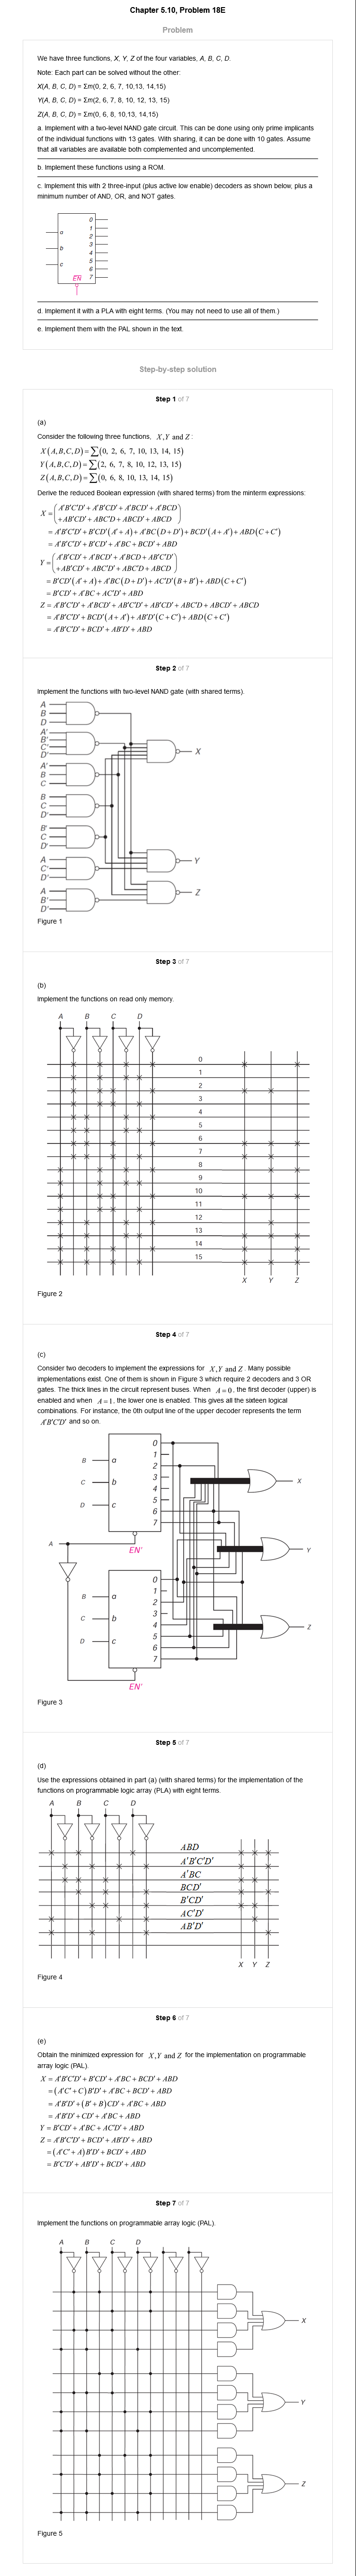 Chapter 5.10, Problem 18E
Problem
We have three functions, X, Y, Z of the four variables, A, B, C, D.
Note: Each part can be solved without the other:
X(A, B, C, D) = Σm(0, 2, 6, 7, 10,13, 14,15)
Y(A, B, C, D) = Σm(2, 6, 7, 8, 10, 12, 13, 15)
Z(A, B, C, D) = Σm(0, 6, 8, 10,13, 14,15)
a. Implement with a two-level NAND gate circuit. This can be done using only prime implicants
of the individual functions with 13 gates. With sharing, it can be done with 10 gates. Assume
that all variables are available both complemented and uncomplemented.
b. Implement these functions using a ROM.
c. Implement this with 2 three-input (plus active low enable) decoders as shown below, plus a
minimum number of AND, OR, and NOT gates.
0
1
a 2
3
b 4
5
c 6
EN 7
d. Implement it with a PLA with eight terms. (You may not need to use all of them.)
e. Implement them with the PAL shown in the text.
Step-by-step solution
Step 1 of 7
(a)
Consider the following three functions, X,Y and Z :
X(A,B,C,D)=∑(0, 2, 6, 7, 10, 13, 14, 15)
Y(A,B,C,D)=∑(2, 6, 7, 8, 10, 12, 13, 15)
Z(A,B,C,D)=∑(0, 6, 8, 10, 13, 14, 15)
Derive the reduced Boolean expression (with shared terms) from the minterm expressions:
X = (A'B'C'D' + A'B'CD' + A'BCD' + A'BCD
+AB'CD' + ABC'D + ABCD' + ABCD)
= A'B'C'D' + B'CD'(A' + A) + A'BC(D + D') + BCD'(A + A') + ABD(C + C')
= A'B'C'D' + B'CD' + A'BC + BCD' + ABD
Y = (A'B'CD' + A'BCD' + A'BCD + AB'C'D'
+AB'CD' + ABC'D' + ABC'D + ABCD)
= B'CD'(A' + A) + A'BC(D + D') + AC'D'(B + B') + ABD(C + C')
= B'CD' + A'BC + AC'D' + ABD
Z = A'B'C'D' + A'BCD' + AB'C'D' + AB'CD' + ABC'D + ABCD' + ABCD
= A'B'C'D' + BCD'(A + A') + AB'D'(C + C') + ABD(C + C')
= A'B'C'D' + BCD' + AB'D' + ABD
Step 2 of 7
Implement the functions with two-level NAND gate (with shared terms).
A
B
D
A'
B'
C'
D'
X
A'
B
C
B
C
D'
B'
C
D'
A
C'
D'
Y
A
B'
D'
Z
Figure 1
Step 3 of 7
(b)
Implement the functions on read only memory.
A B C D
0
1
2
3
4
5
6
7
8
9
10
11
12
13
14
15
X Y Z
Figure 2
Step 4 of 7
(c)
Consider two decoders to implement the expressions for X,Y and Z . Many possible
implementations exist. One of them is shown in Figure 3 which require 2 decoders and 3 OR
gates. The thick lines in the circuit represent buses. When A=0 , the first decoder (upper) is
enabled and when A=1, the lower one is enabled. This gives all the sixteen logical
combinations. For instance, the 0th output line of the upper decoder represents the term
A'B'C'D' and so on.
0
1
B a 2
3
C b 4
5
D c 6
7
X
A
EN'
Y
0
B a 1
2
C b 3
4
D c 5
6
7
Z
EN'
Figure 3
Step 5 of 7
(d)
Use the expressions obtained in part (a) (with shared terms) for the implementation of the
functions on programmable logic array (PLA) with eight terms.
A B C D
ABD
A'B'C'D'
A'BC
BCD'
B'CD'
AC'D'
AB'D'
X Y Z
Figure 4
Step 6 of 7
(e)
Obtain the minimized expression for X,Y and Z for the implementation on programmable
array logic (PAL).
X = A'B'C'D' + B'CD' + A'BC + BCD' + ABD
= (A'C' + C)B'D' + A'BC + BCD' + ABD
= A'B'D' + (B' + B)CD' + A'BC + ABD
= A'B'D' + CD' + A'BC + ABD
Y = B'CD' + A'BC + AC'D' + ABD
Z = A'B'C'D' + BCD' + AB'D' + ABD
= (A'C' + A)B'D' + BCD' + ABD
= B'C'D' + AB'D' + BCD' + ABD
Step 7 of 7
Implement the functions on programmable array logic (PAL).
A B C D
X
Y
Z
Figure 5